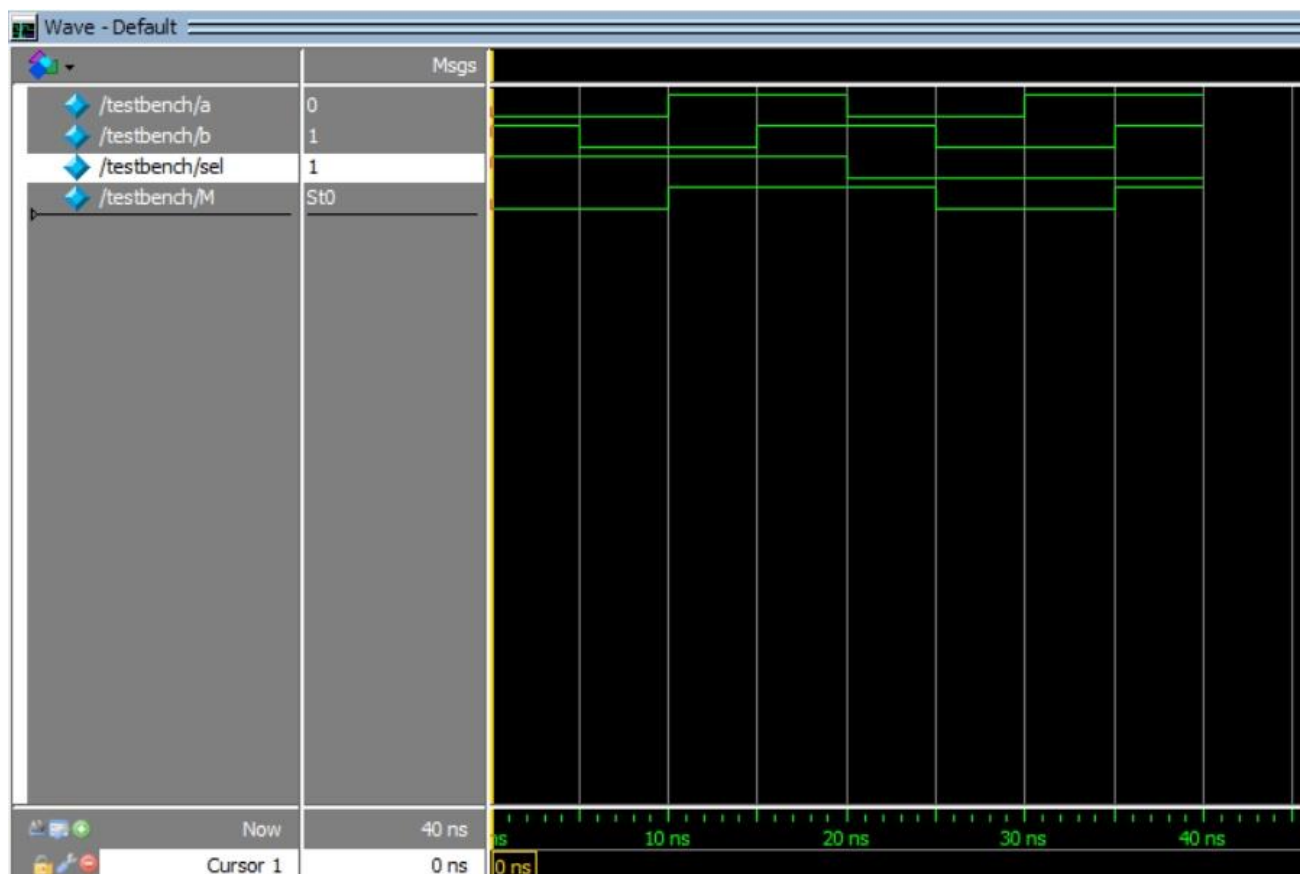 Wave - Default
Msgs
/testbench/a 0
/testbench/b 1
/testbench/sel 1
/testbench/M St0
Now 40 ns
ns 10 ns 20 ns 30 ns 40 ns
Cursor 1 0 ns 0 ns